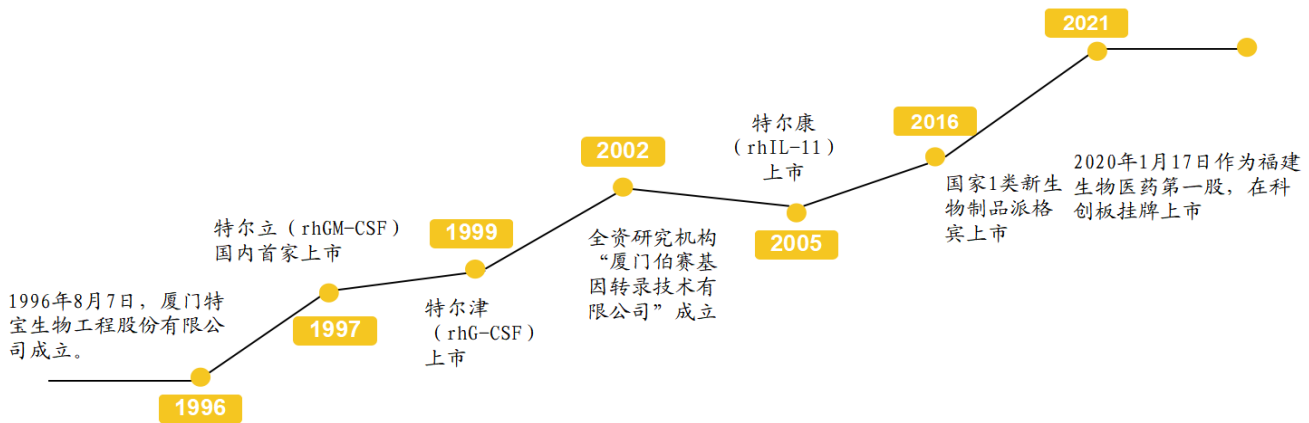 1996年8月7日，厦门特
宝生物工程股份有限公
司成立。
1996
特尔立（rhGM-CSF）
国内首家上市
1997
1999
特尔津
（rhG-CSF）
上市
2002
全资研究机构
“厦门伯赛基
因转录技术有
限公司”成立
特尔康
（rhIL-11）
上市
2005
2016
国家1类新生
物制品派格
宾上市
2021
2020年1月17日作为福建
生物医药第一股，在科
创板挂牌上市